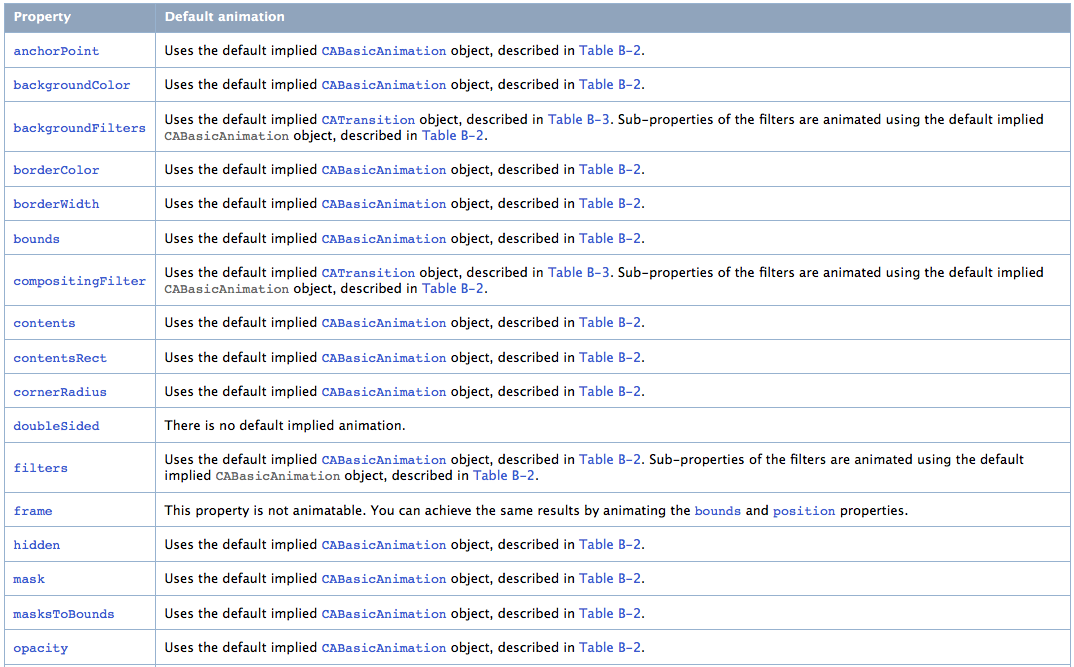 Property Default animation
anchorPoint Uses the default implied CABasicAnimation object, described in Table B-2.
backgroundColor Uses the default implied CABasicAnimation object, described in Table B-2.
backgroundFilters Uses the default implied CATransition object, described in Table B-3. Sub-properties of the filters are animated using the default implied
CABasicAnimation object, described in Table B-2.
borderColor Uses the default implied CABasicAnimation object, described in Table B-2.
borderWidth Uses the default implied CABasicAnimation object, described in Table B-2.
bounds Uses the default implied CABasicAnimation object, described in Table B-2.
compositingFilter Uses the default implied CATransition object, described in Table B-3. Sub-properties of the filters are animated using the default implied
CABasicAnimation object, described in Table B-2.
contents Uses the default implied CABasicAnimation object, described in Table B-2.
contentsRect Uses the default implied CABasicAnimation object, described in Table B-2.
cornerRadius Uses the default implied CABasicAnimation object, described in Table B-2.
doubleSided There is no default implied animation.
filters Uses the default implied CABasicAnimation object, described in Table B-2. Sub-properties of the filters are animated using the default
implied CABasicAnimation object, described in Table B-2.
frame This property is not animatable. You can achieve the same results by animating the bounds and position properties.
hidden Uses the default implied CABasicAnimation object, described in Table B-2.
mask Uses the default implied CABasicAnimation object, described in Table B-2.
masksToBounds Uses the default implied CABasicAnimation object, described in Table B-2.
opacity Uses the default implied CABasicAnimation object, described in Table B-2.